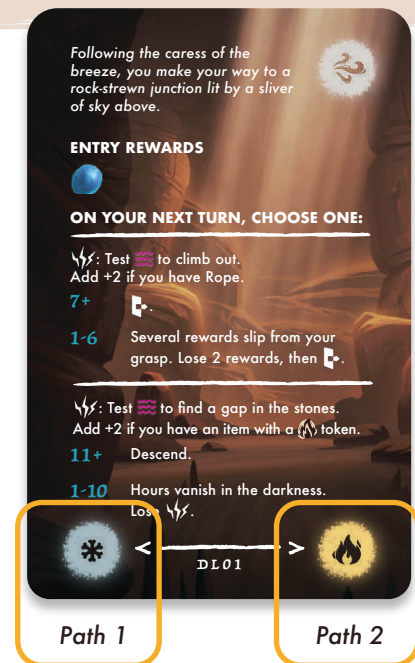 Following the caress of the
breeze, you make your way to a
rock-strewn junction lit by a sliver
of sky above.
ENTRY REWARDS
ON YOUR NEXT TURN, CHOOSE ONE:
: Test to climb out.
Add +2 if you have Rope.
7+ .
1-6 Several rewards slip from your
grasp. Lose 2 rewards, then .
: Test to find a gap in the stones.
Add +2 if you have an item with a token.
11+ Descend.
1-10 Hours vanish in the darkness.
Lose .
< >
DL01
Path 1 Path 2